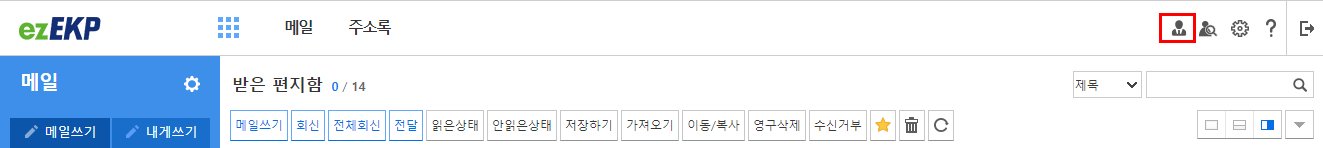 ezEKP 메일 주소록 ?
메일
받은 편지함 0 / 14 제목
메일쓰기 내게쓰기
메일쓰기 회신 전체회신 전달 읽은상태 안읽은상태 저장하기 가져오기 이동/복사 영구삭제 수신거부